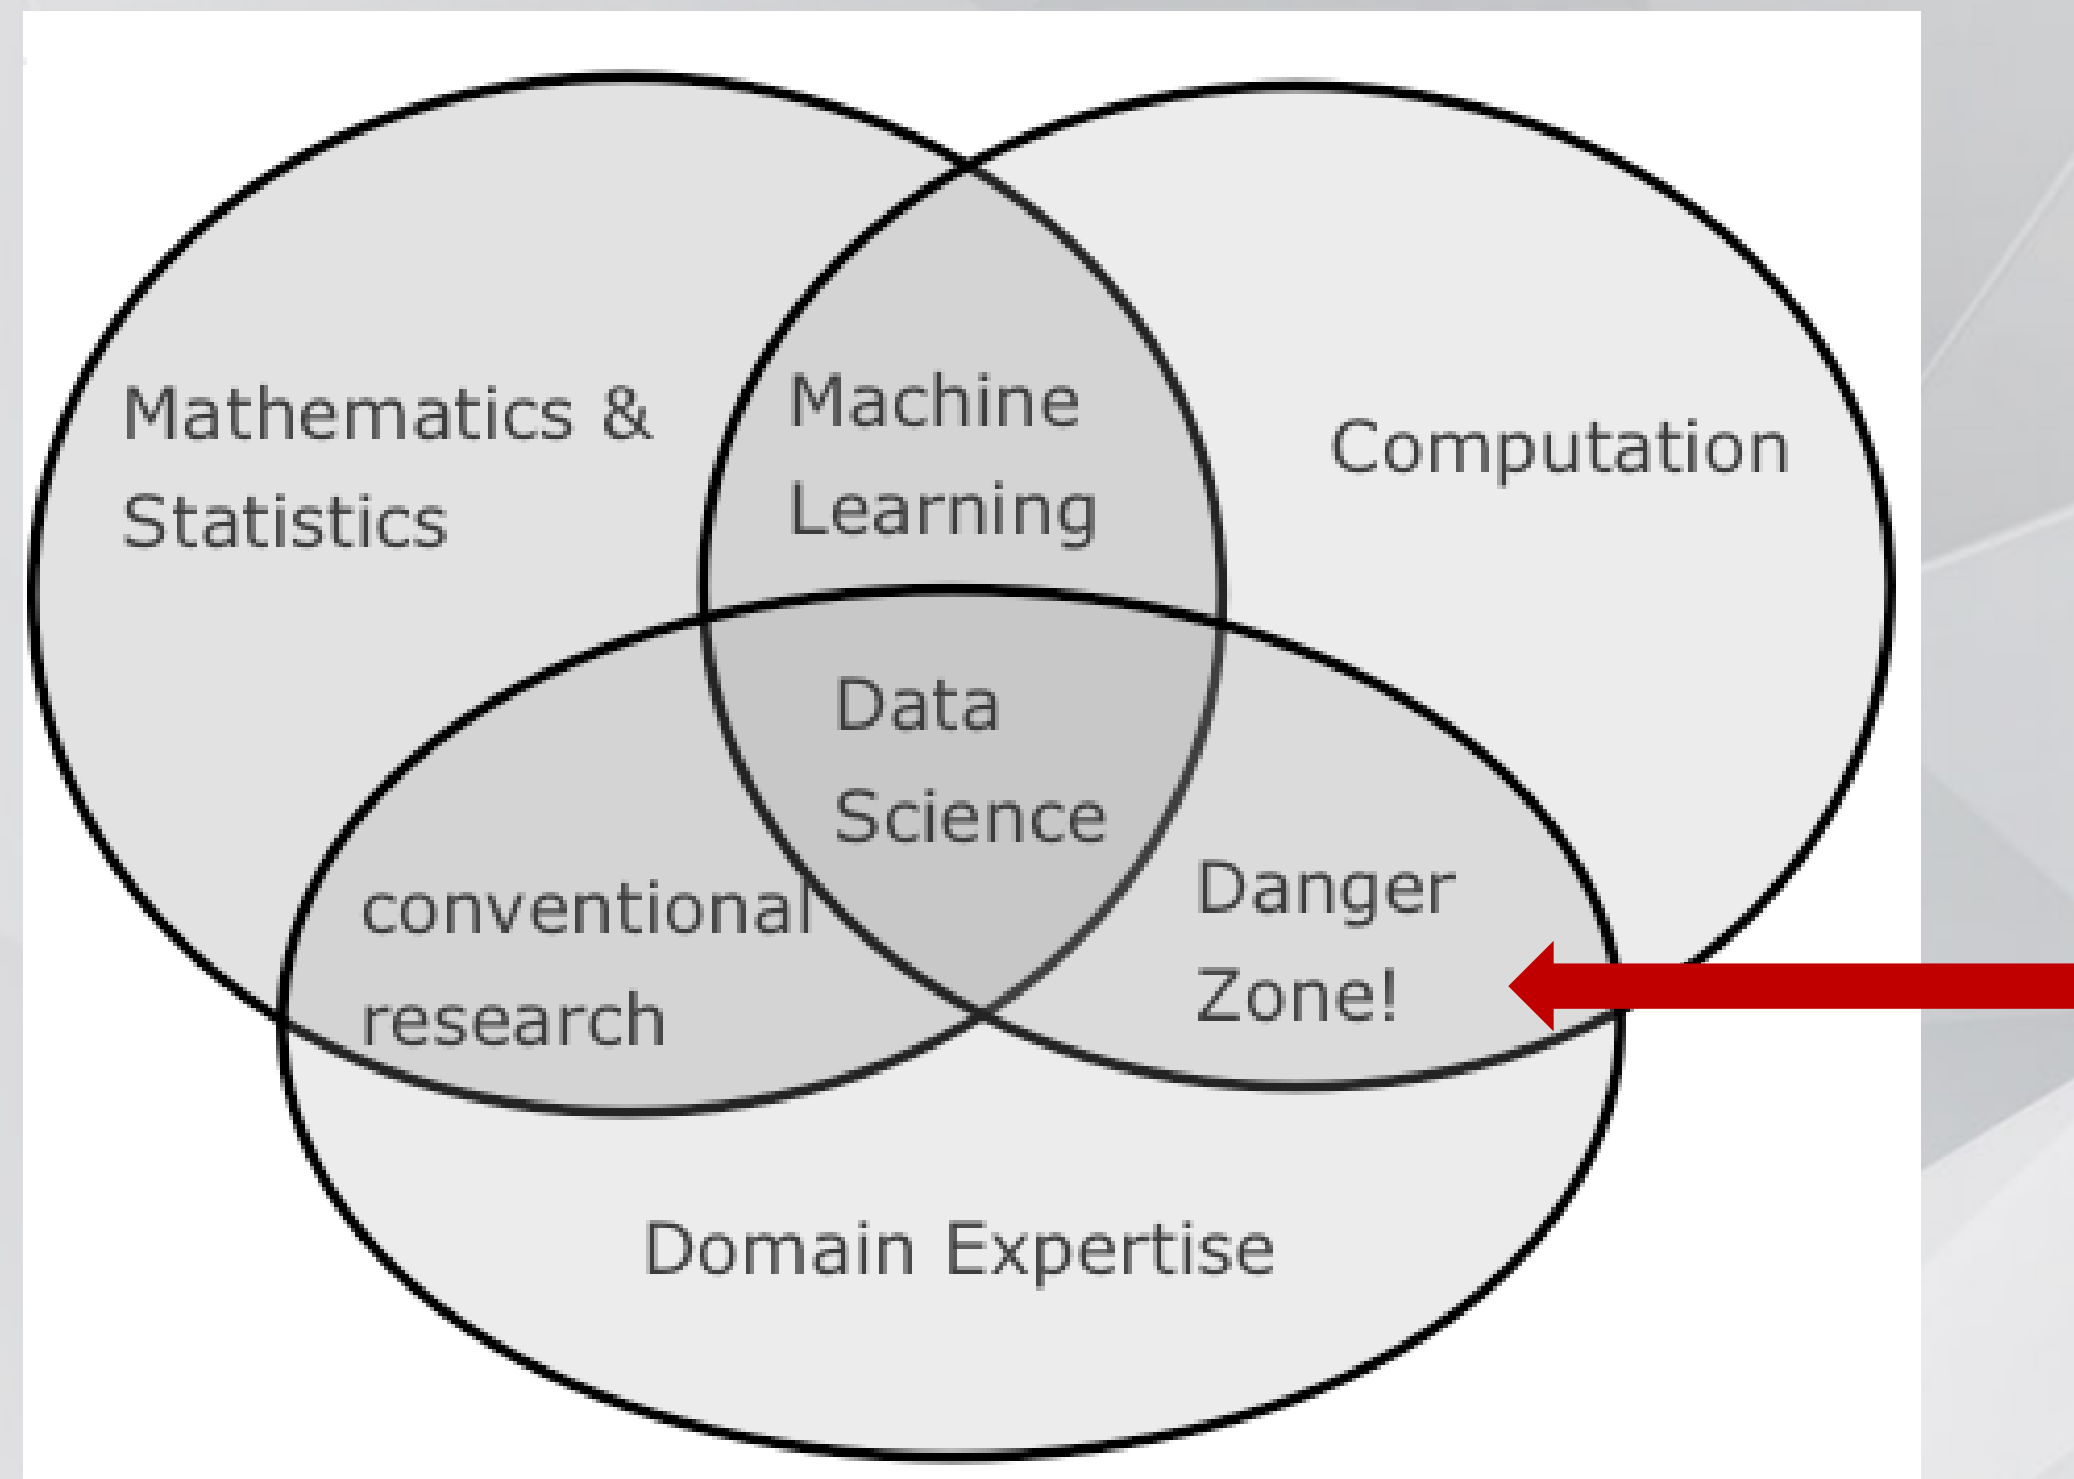 Mathematics &
Statistics
Machine
Learning
Computation
Data
Science
conventional
research
Danger
Zone!
Domain Expertise